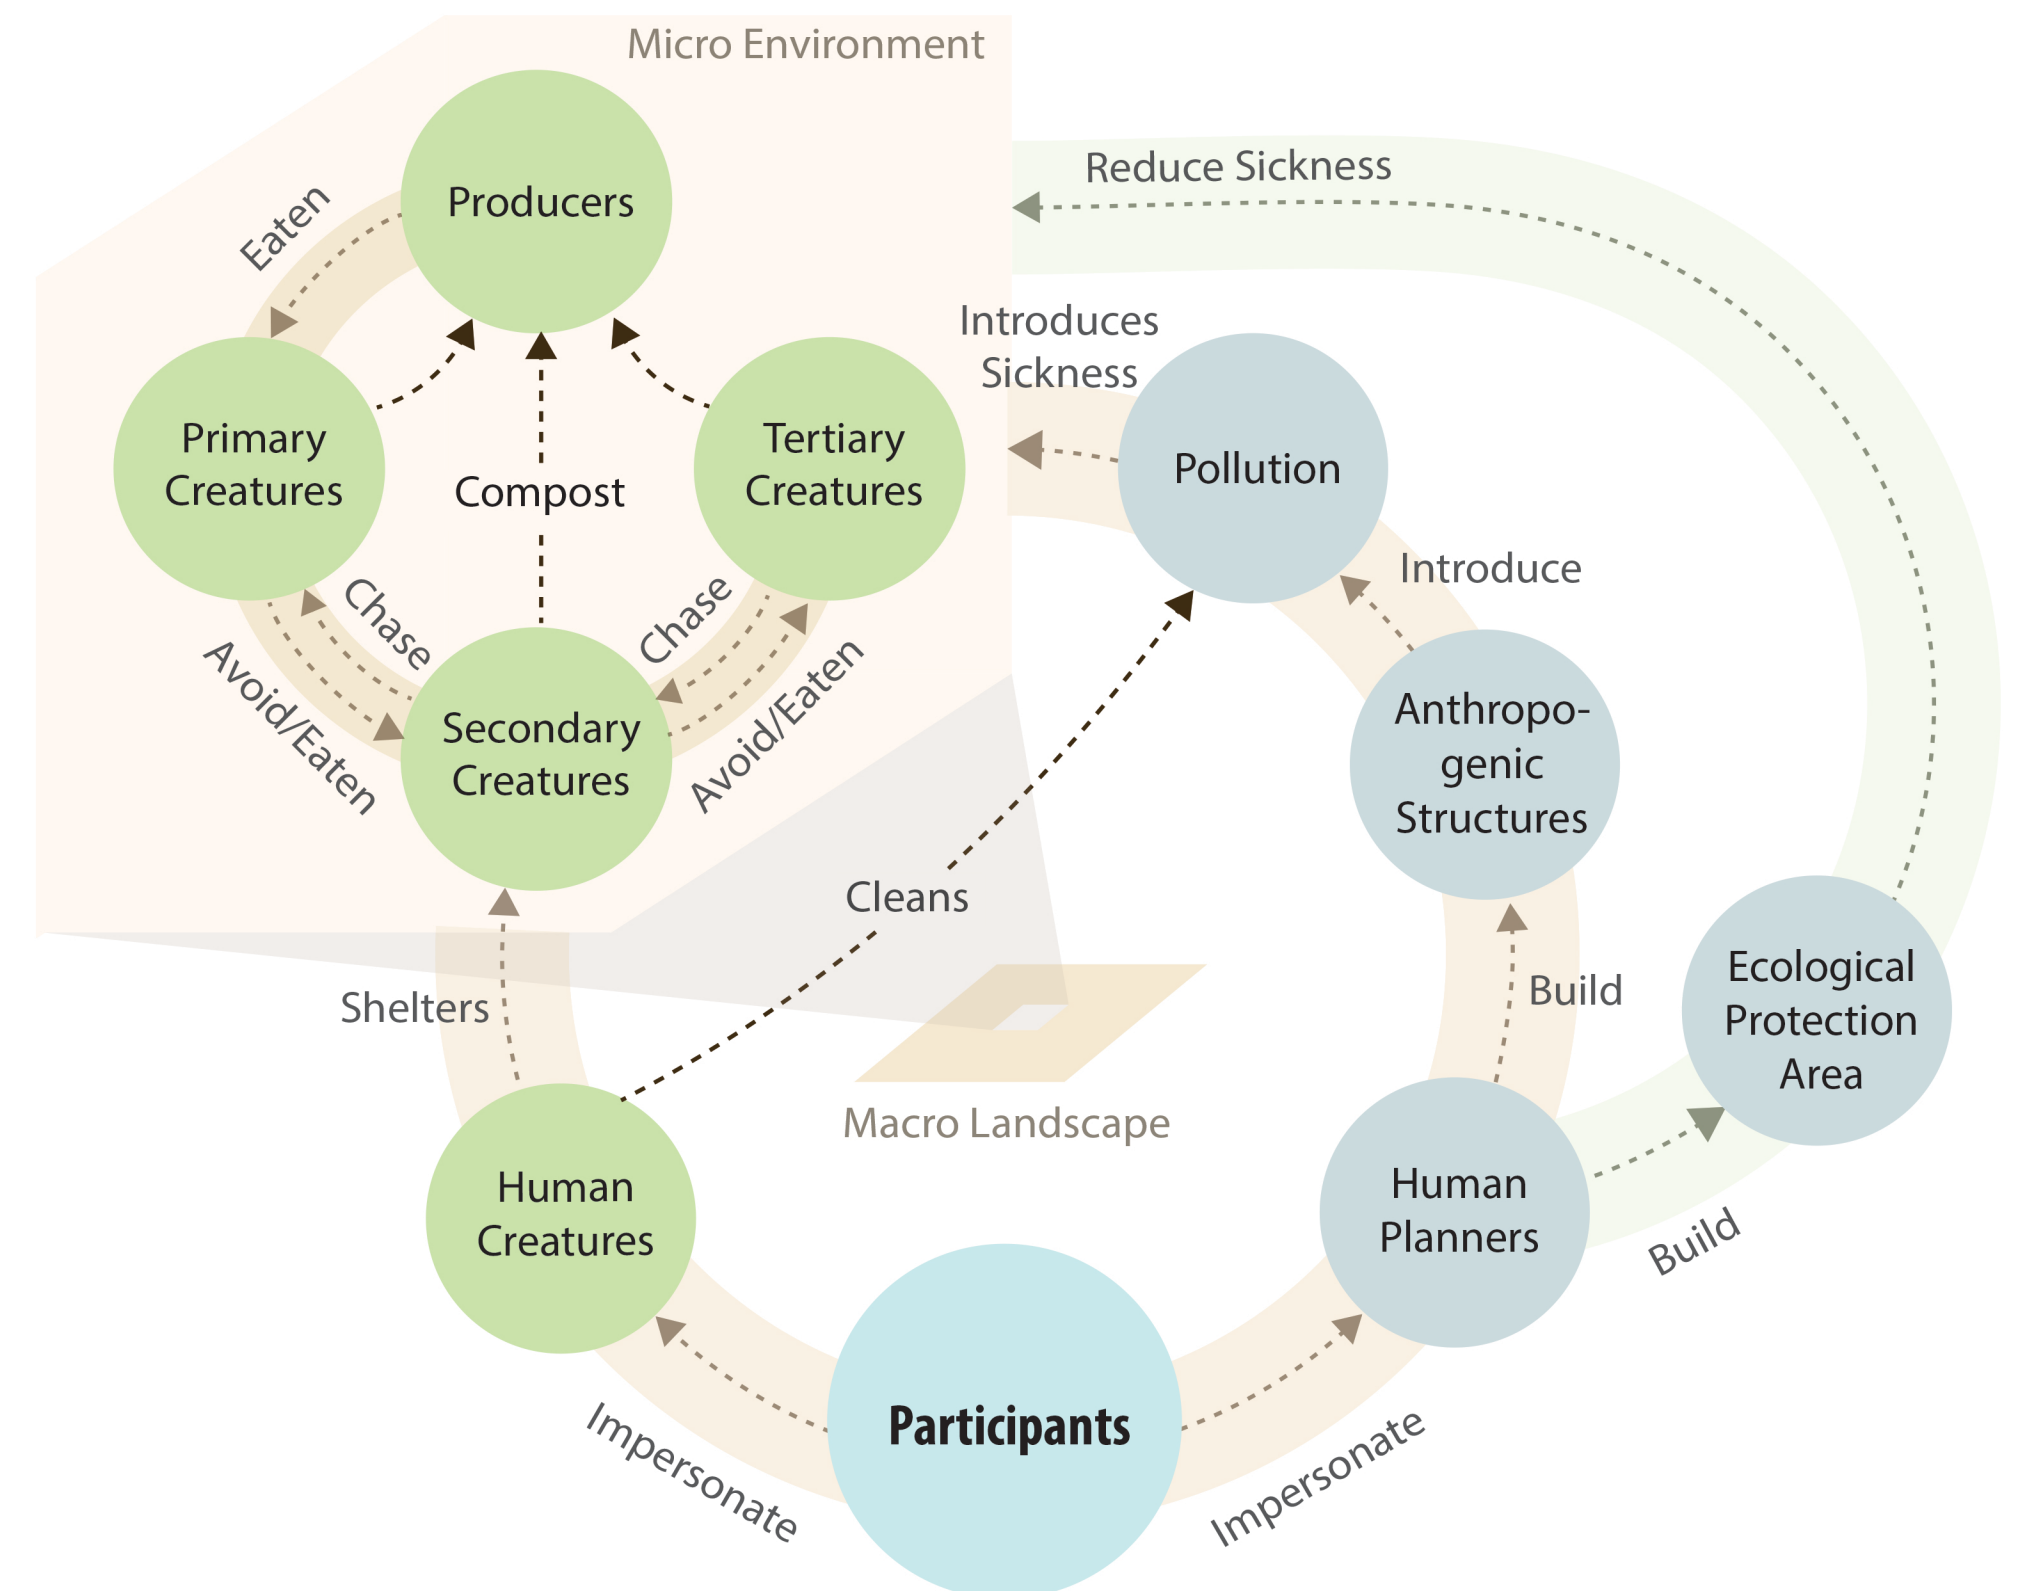 Micro Environment
Producers
Eaten
Reduce Sickness
Introduces
Sickness
Primary
Creatures
Tertiary
Creatures
Compost
Pollution
Introduce
Chase
Chase
Avoid/Eaten
Avoid/Eaten
Secondary
Creatures
Anthropo-
genic
Structures
Cleans
Shelters
Build
Ecological
Protection
Area
Macro Landscape
Human
Creatures
Human
Planners
Build
Participants
Impersonate
Impersonate